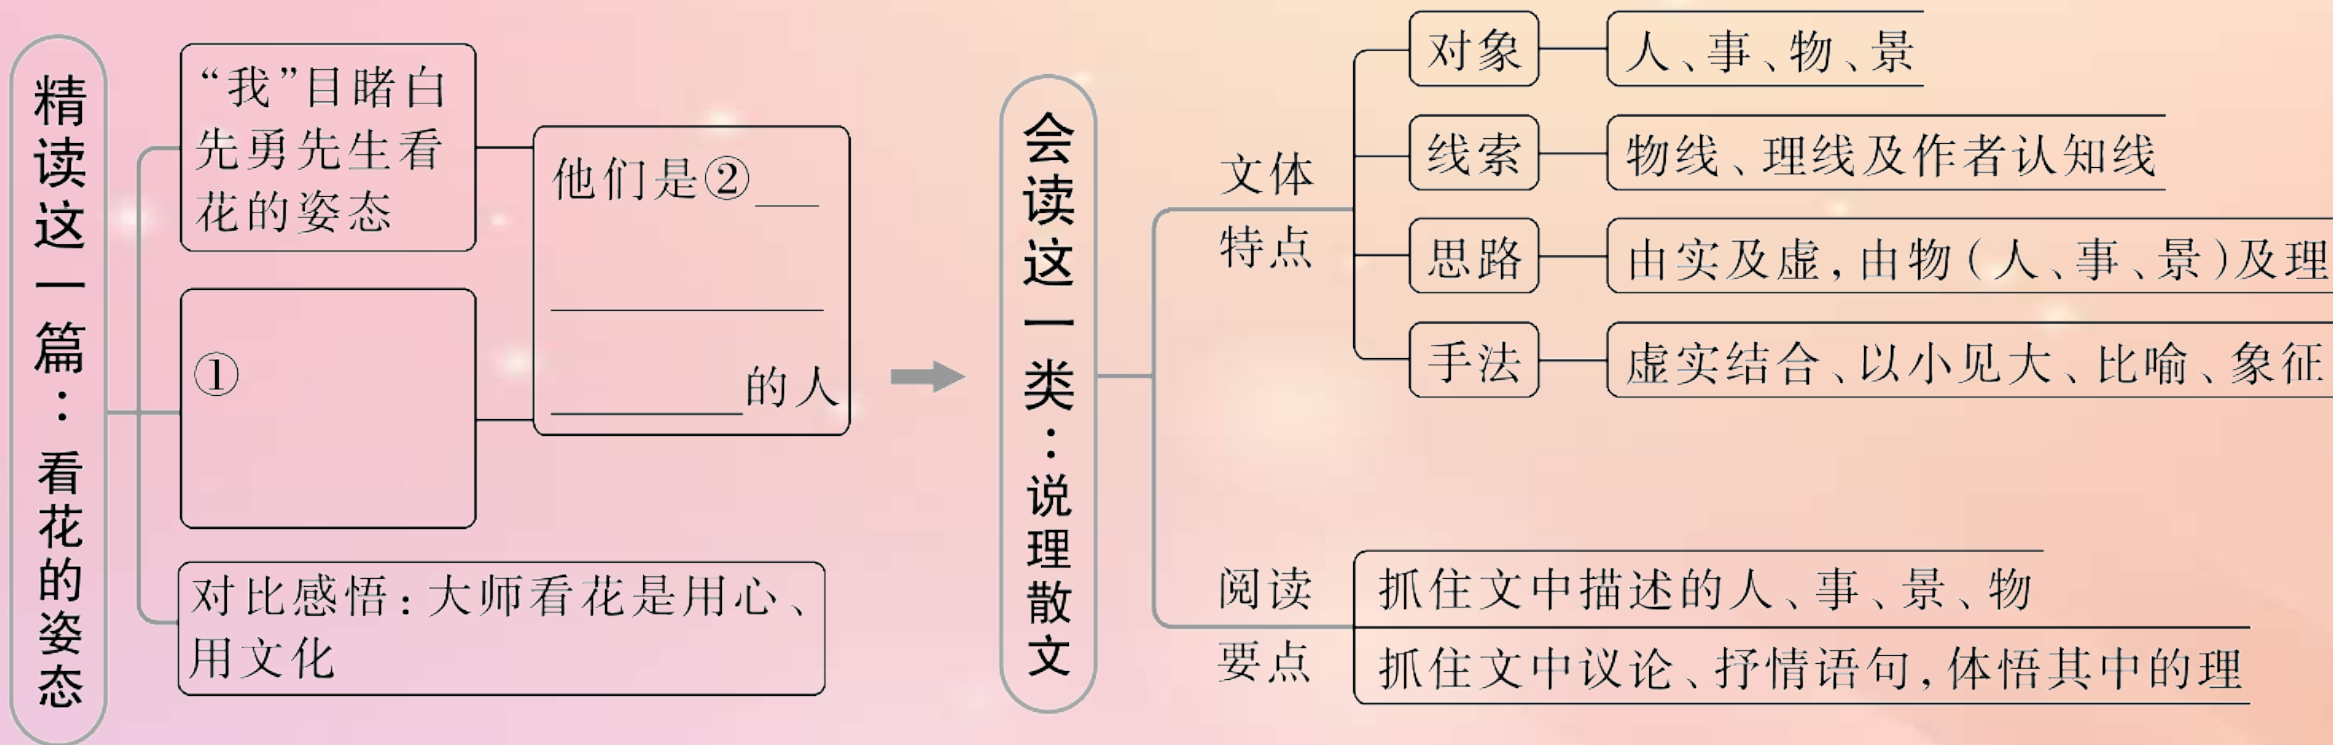 精读这一篇：看花的姿态
“我”目睹白
先勇先生看
花的姿态
①
他们是②___
的人
对比感悟：大师看花是用心、
用文化
会读这一类：说理散文
文体
特点
对象
人、事、物、景
线索
物线、理线及作者认知线
思路
由实及虚，由物（人、事、景）及理
手法
虚实结合、以小见大、比喻、象征
阅读
要点
抓住文中描述的人、事、景、物
抓住文中议论、抒情语句，体悟其中的理